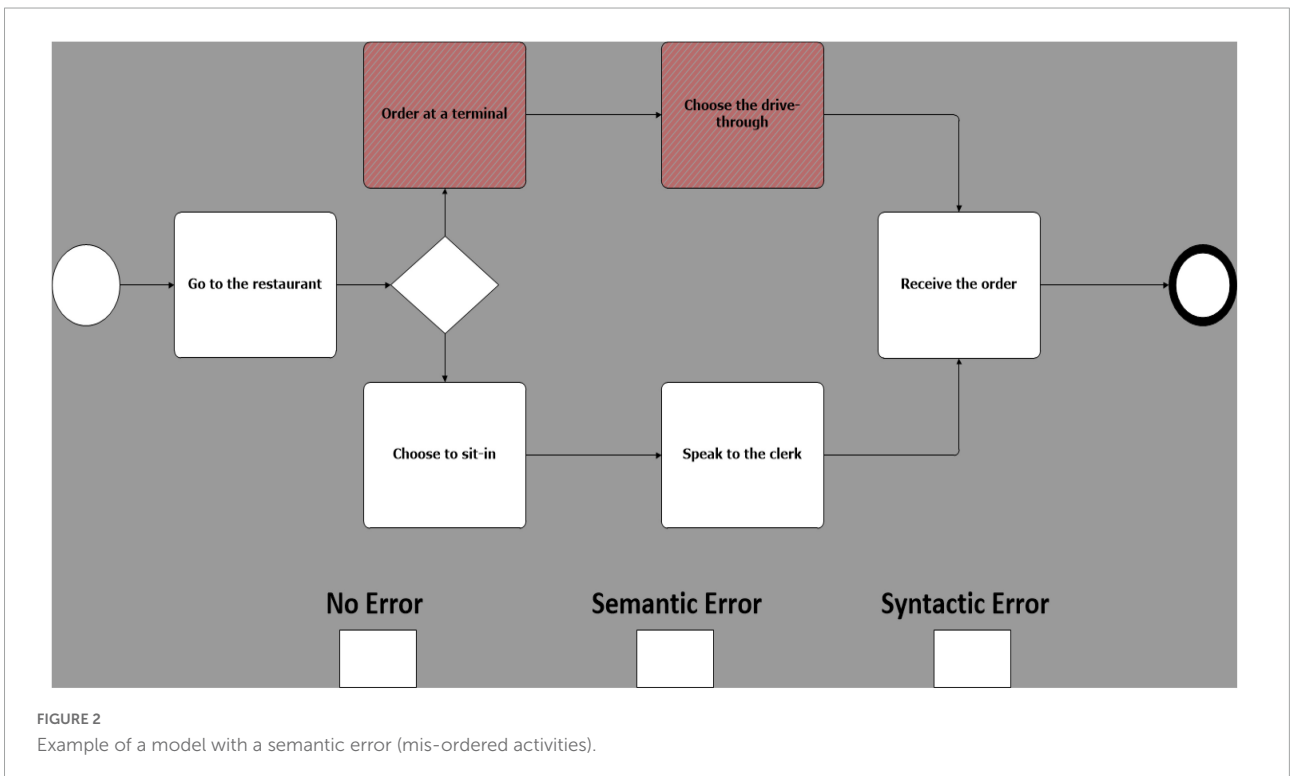 Order at a terminal
Choose the drive-
through
Go to the restaurant
Receive the order
Choose to sit-in
Speak to the clerk
No Error
Semantic Error
Syntactic Error
FIGURE 2
Example of a model with a semantic error (mis-ordered activities).